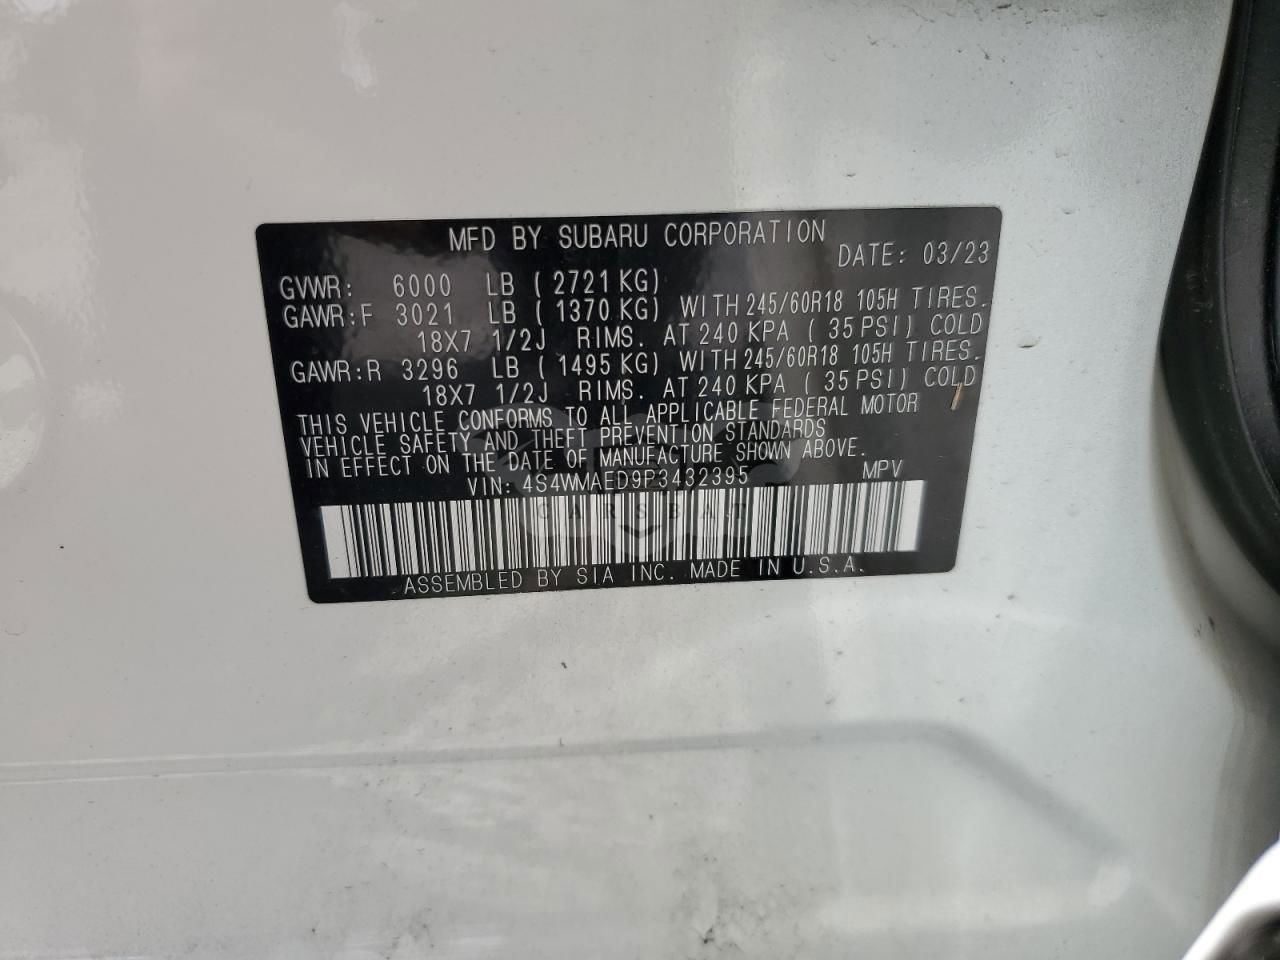 MFD BY SUBARU CORPORATION
DATE: 03/23
GVWR: 6000 LB ( 2721 KG)
GAWR:F 3021 LB ( 1370 KG) WITH 245/60R18 105H TIRES.
18X7 1/2J RIMS. AT 240 KPA ( 35 PSI) COLD
GAWR:R 3296 LB ( 1495 KG) WITH 245/60R18 105H TIRES.
18X7 1/2J RIMS. AT 240 KPA ( 35 PSI) COLD
THIS VEHICLE CONFORMS TO ALL APPLICABLE FEDERAL MOTOR
VEHICLE SAFETY AND THEFT PREVENTION STANDARDS
IN EFFECT ON THE DATE OF MANUFACTURE SHOWN ABOVE.
VIN: 4S4WMAED9P3432395 MPV
CARSBAT
ASSEMBLED BY SIA INC. MADE IN U.S.A.